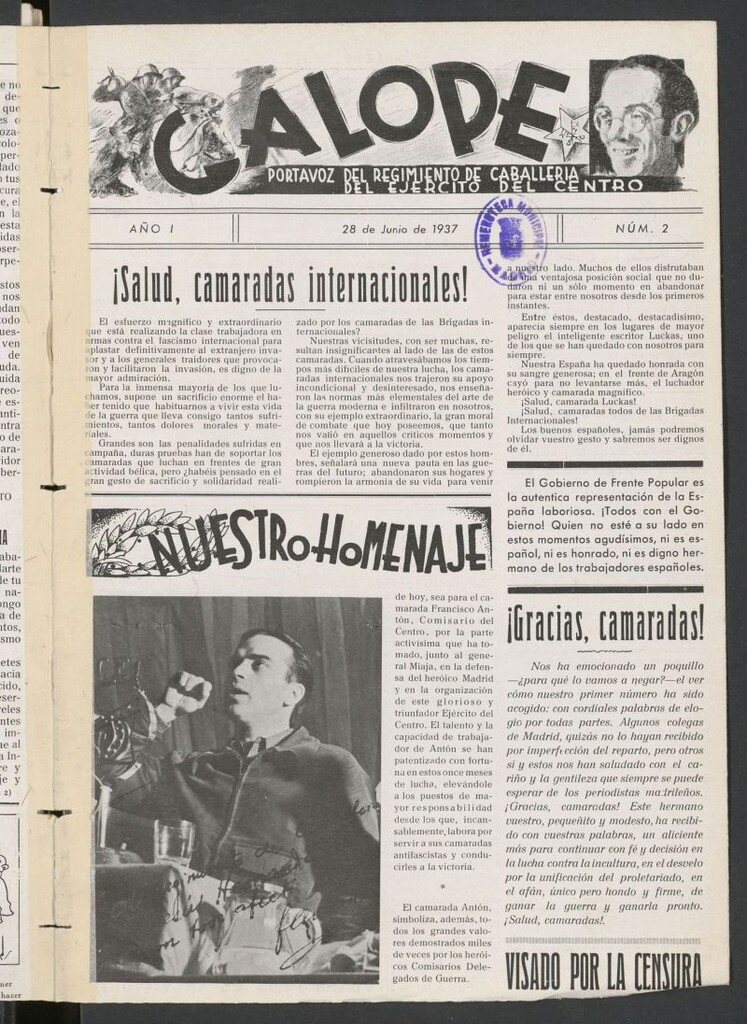 GALOPE
PORTAVOZ DEL REGIMIENTO DE CABALLERIA
DEL EJERCITO DEL CENTRO
AÑO I
28 de Junio de 1937
NÚM. 2
HEMEROTECA MUNICIPAL
¡Salud, camaradas internacionales!
El esfuerzo magnífico y extraordinario
que está realizando la clase trabajadora en
armas contra el fascismo internacional para
aplastar definitivamente al extranjero inva-
sor y a los generales traidores que provoca-
ron y facilitaron la invasión, es digna de la
mayor admiración.
Para la inmensa mayoría de los que lu-
chamos, supone un sacrificio enorme el ha-
ber tenido que habituarnos a vivir esta vida
de la guerra que lleva consigo tantos sufri-
mientos, tantos dolores morales y mate-
riales.
Grandes son las penalidades sufridas en
campaña, duras pruebas han de soportar los
camaradas que luchan en frentes de gran
actividad bélica, pero ¿habéis pensado en el
gran gesto de sacrificio y solidaridad reali-
zado por los camaradas de las Brigadas in-
ternacionales?
Nuestras vicisitudes, con ser muchas, re-
sultan insignificantes al lado de las de estos
camaradas. Cuando atravesábamos los tiempos
más difíciles de nuestra lucha, los cama-
radas internacionales nos trajeron su apoyo
incondicional y desinteresado, nos enseña-
ron las normas más elementales del arte de
la guerra moderna e infiltraron en nosotros,
con su ejemplo extraordinario, la gran moral
de combate que hoy poseemos, que tanto
nos valió en aquellos críticos momentos y
que nos llevará a la victoria.
El ejemplo generoso dado por estos hom-
bres, señalará una nueva pauta en las gue-
rras del futuro; abandonaron sus hogares y
rompieron la armonía de su vida para venir
a nuestro lado. Muchos de ellos disfrutaban
de una ventajosa posición social que no du-
daron ni un sólo momento en abandonar
para estar entre nosotros desde los primeros
instantes.
Entre éstos, destacado, destacadísimo,
aparecía siempre en los lugares de mayor
peligro el inteligente escritor Luckas, uno
de los que se han quedado con nosotros para
siempre.
Nuestra España ha quedado honrada con
su sangre generosa; en el frente de Aragón
cayó para no levantarse más, el luchador
heróico y camarada magnífico.
¡Salud, camarada Luckas!
¡Salud, camaradas todos de las Brigadas
Internacionales!
Los buenos españoles, jamás podremos
olvidar vuestro gesto y sabremos ser dignos
de él.
El Gobierno de Frente Popular es
la autentica representación de la Es-
paña laboriosa. ¡Todos con el Go-
bierno! Quien no esté a su lado en
estos momentos agudísimos, ni es es-
pañol, ni es honrado, ni es digno her-
mano de los trabajadores españoles.
NUESTRO HOMENAJE
de hoy, sea para el ca-
marada Francisco An-
tón, Comisario del
Centro, por la parte
activísima que ha to-
mado, junto al gene-
ral Miaja, en la defen-
sa del heróico Madrid
y en la organización
de este glorioso y
triunfador Ejército del
Centro. El talento y la
capacidad de trabaja-
dor de Antón se han
patentizado con fortu-
na en estos once meses
de lucha, elevándole
a los puestos de ma-
yor responsabilidad
desde los que, incan-
sablemente, labora por
servir a sus camaradas
antifascistas y condu-
cirles a la victoria.
*
El camarada Antón,
simboliza, además, to-
dos los grandes valo-
res demostrados miles
de veces por los herói-
cos Comisarios Dele-
gados de Guerra.
¡Gracias, camaradas!
Nos ha emocionado un poquillo
—¿para qué lo vamos a negar?—el ver
cómo nuestro primer número ha sido
acogido: con cordiales palabras de elo-
gio por todas partes. Algunos colegas
de Madrid, quizás no lo hayan recibido
por imperfección del reparto, pero otros
sí y estos nos han saludado con el ca-
riño y la gentileza que siempre se puede
esperar de los periodistas madrileños.
¡Gracias, camaradas! Este hermano
vuestro, pequeñito y modesto, ha recibi-
do con vuestras palabras, un aliciente
más para continuar con fé y decisión en
la lucha contra la incultura, en el desvelo
por la unificación del proletariado, en
el afán, único pero hondo y firme, de
ganar la guerra y ganarla pronto.
¡Salud, camaradas!.
VISADO POR LA CENSURA